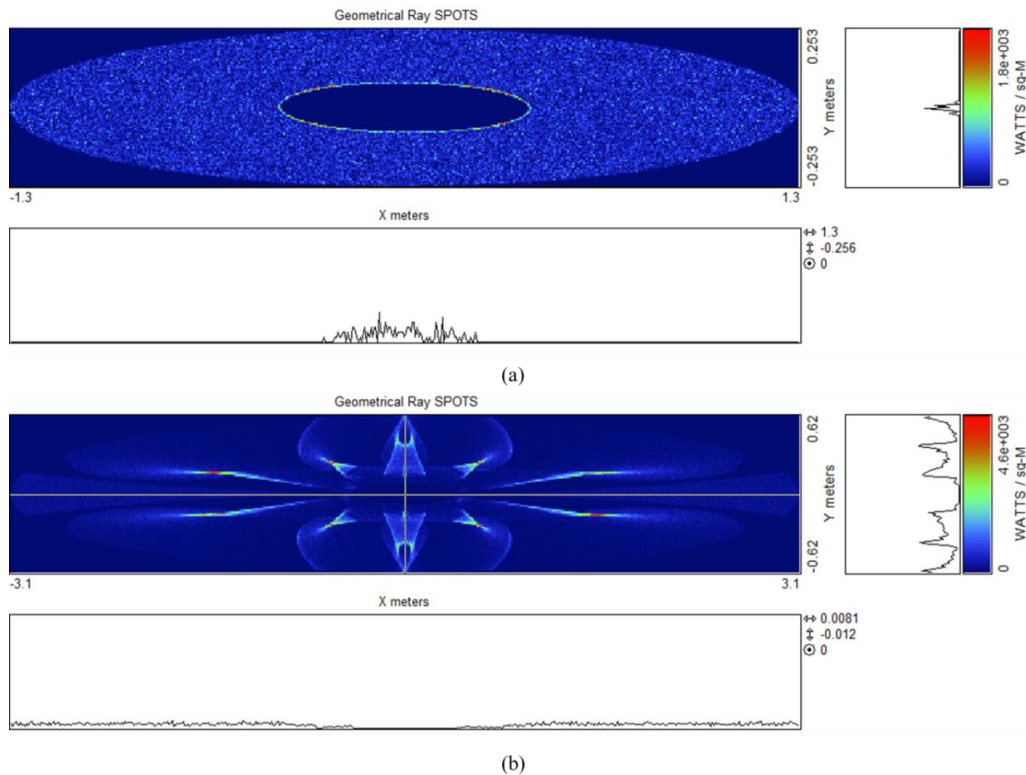 Geometrical Ray SPOTS
0.253
Y meters
-0.253
1.8e+003
WATTS / sq-M
0
-1.3
1.3
X meters
1.3
-0.256
0
(a)
Geometrical Ray SPOTS
0.62
Y meters
-0.62
4.6e+003
WATTS / sq-M
0
-3.1
3.1
X meters
0.0081
-0.012
0
(b)